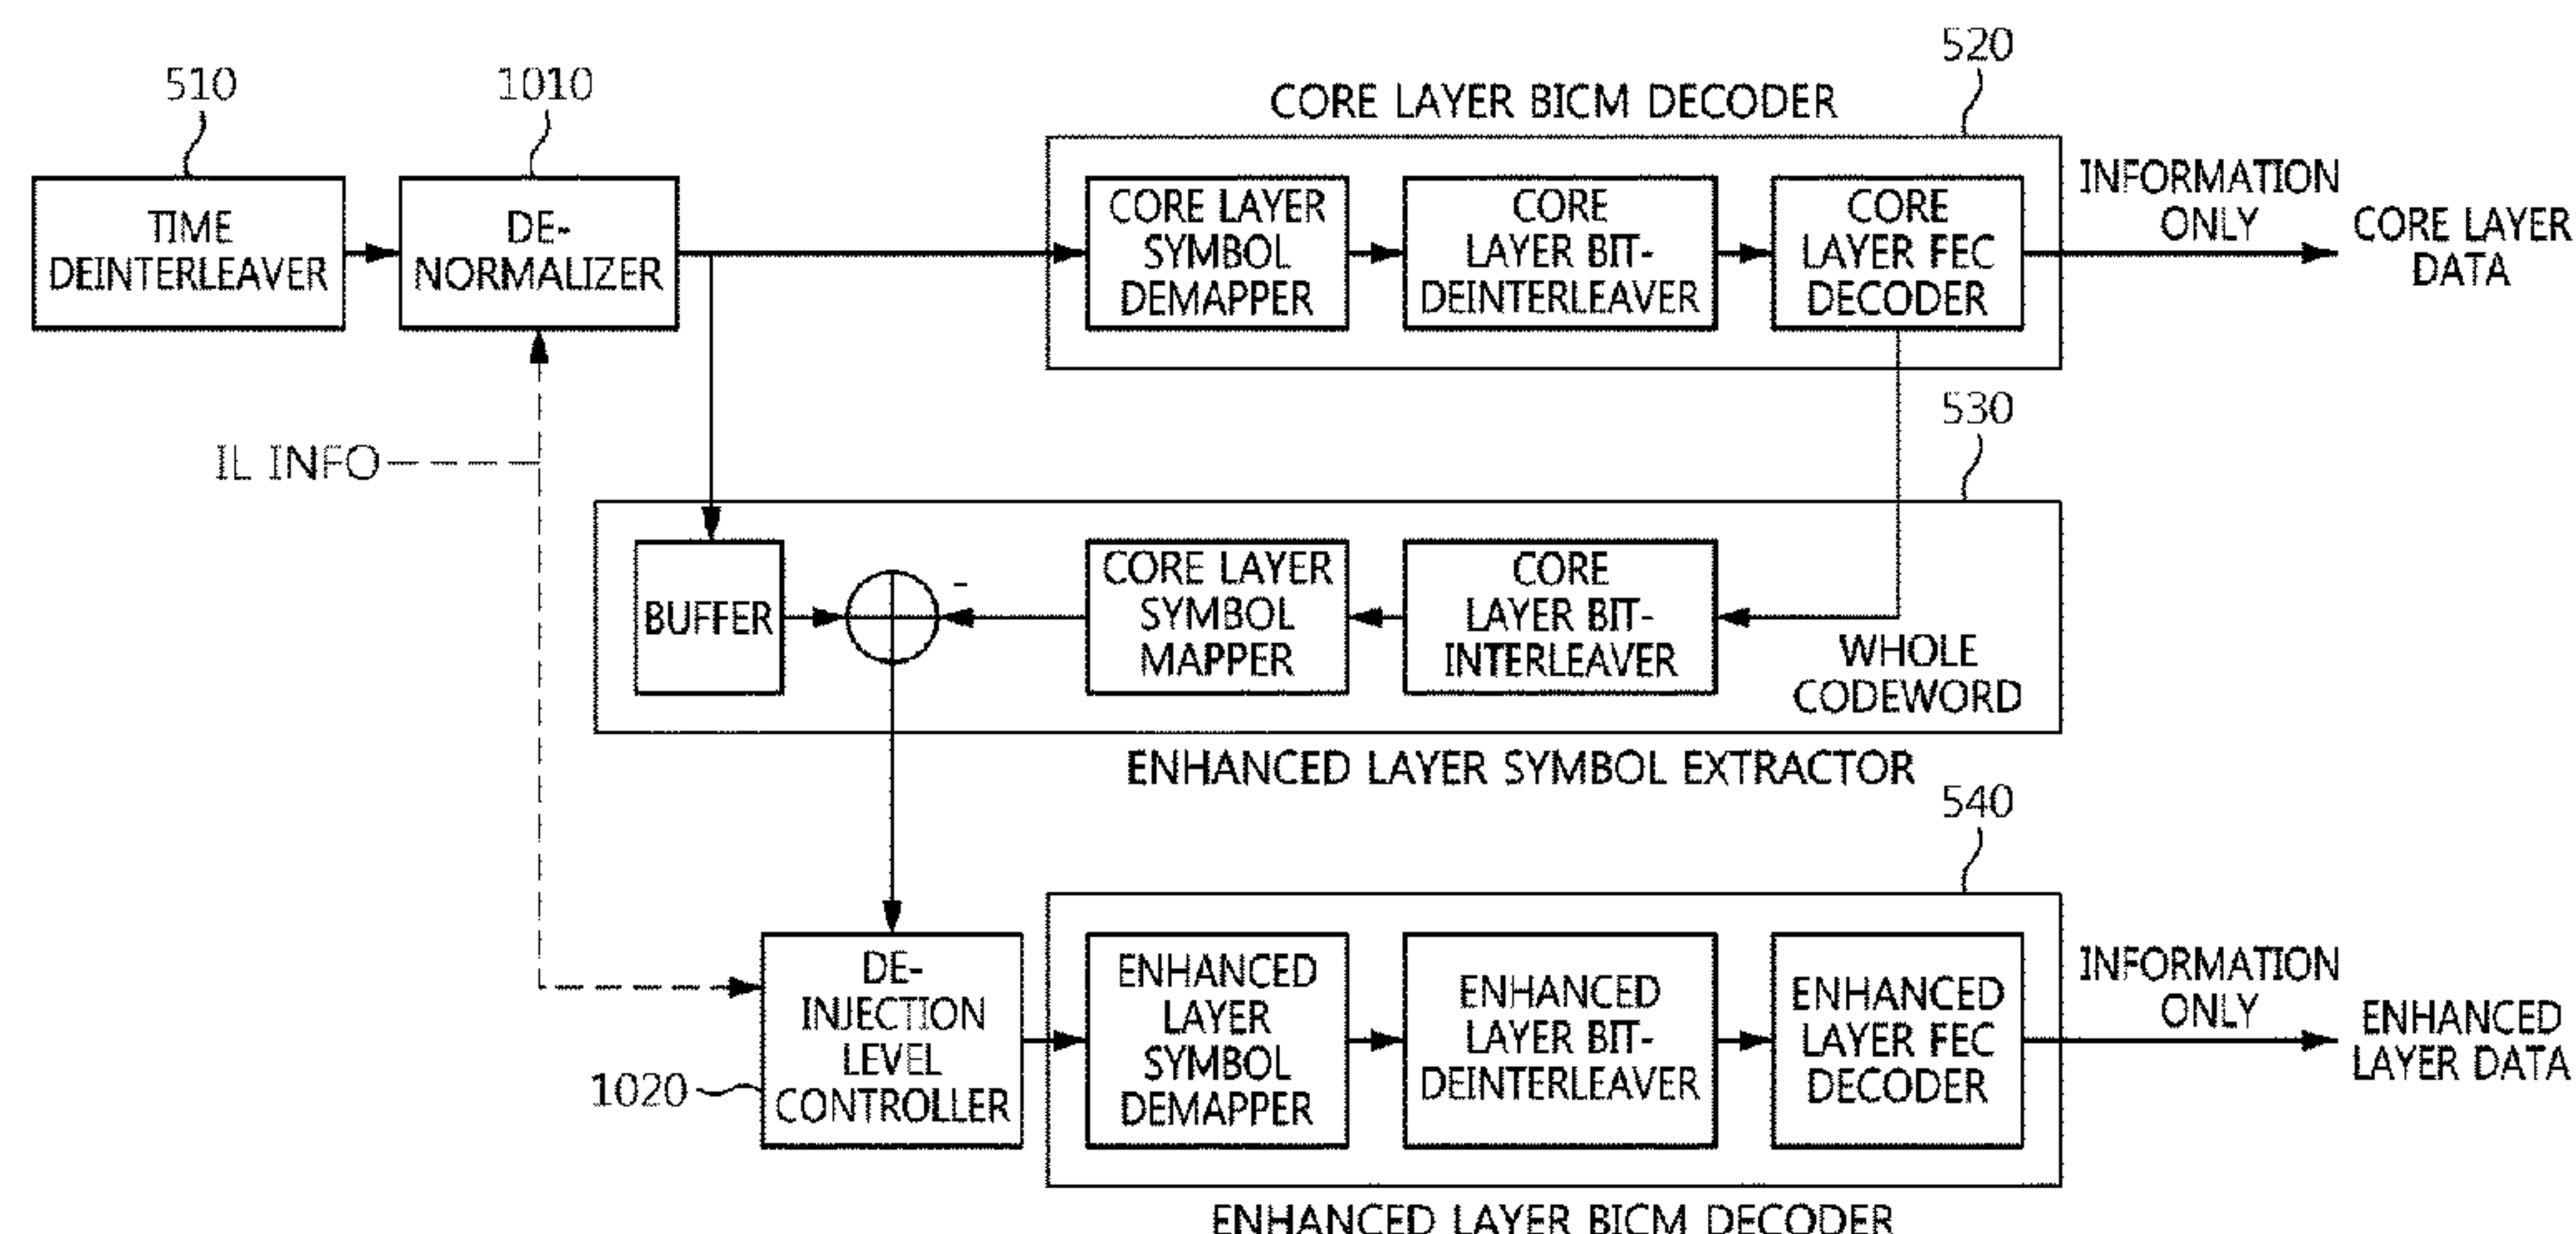 510
1010
520
CORE LAYER BICM DECODER
TIME
DEINTERLEAVER
DE-
NORMALIZER
CORE LAYER
SYMBOL
DEMAPPER
CORE
LAYER BIT-
DEINTERLEAVER
CORE
LAYER FEC
DECODER
INFORMATION
ONLY
CORE LAYER
DATA
IL INFO
530
BUFFER
-
CORE LAYER
SYMBOL
MAPPER
CORE
LAYER BIT-
INTERLEAVER
WHOLE
CODEWORD
ENHANCED LAYER SYMBOL EXTRACTOR
540
1020
DE-
INJECTION
LEVEL
CONTROLLER
ENHANCED
LAYER
SYMBOL
DEMAPPER
ENHANCED
LAYER BIT-
DEINTERLEAVER
ENHANCED
LAYER FEC
DECODER
INFORMATION
ONLY
ENHANCED
LAYER DATA
ENHANCED LAYER BICM DECODER